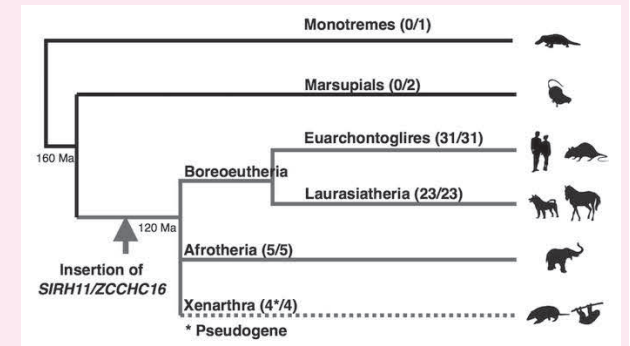 Monotremes (0/1)
Marsupials (0/2)
Euarchontoglires (31/31)
160 Ma
Boreoeutheria
Laurasiatheria (23/23)
120 Ma
Insertion of
SIRH11/ZCCHC16
Afrotheria (5/5)
Xenarthra (4*/4)
* Pseudogene